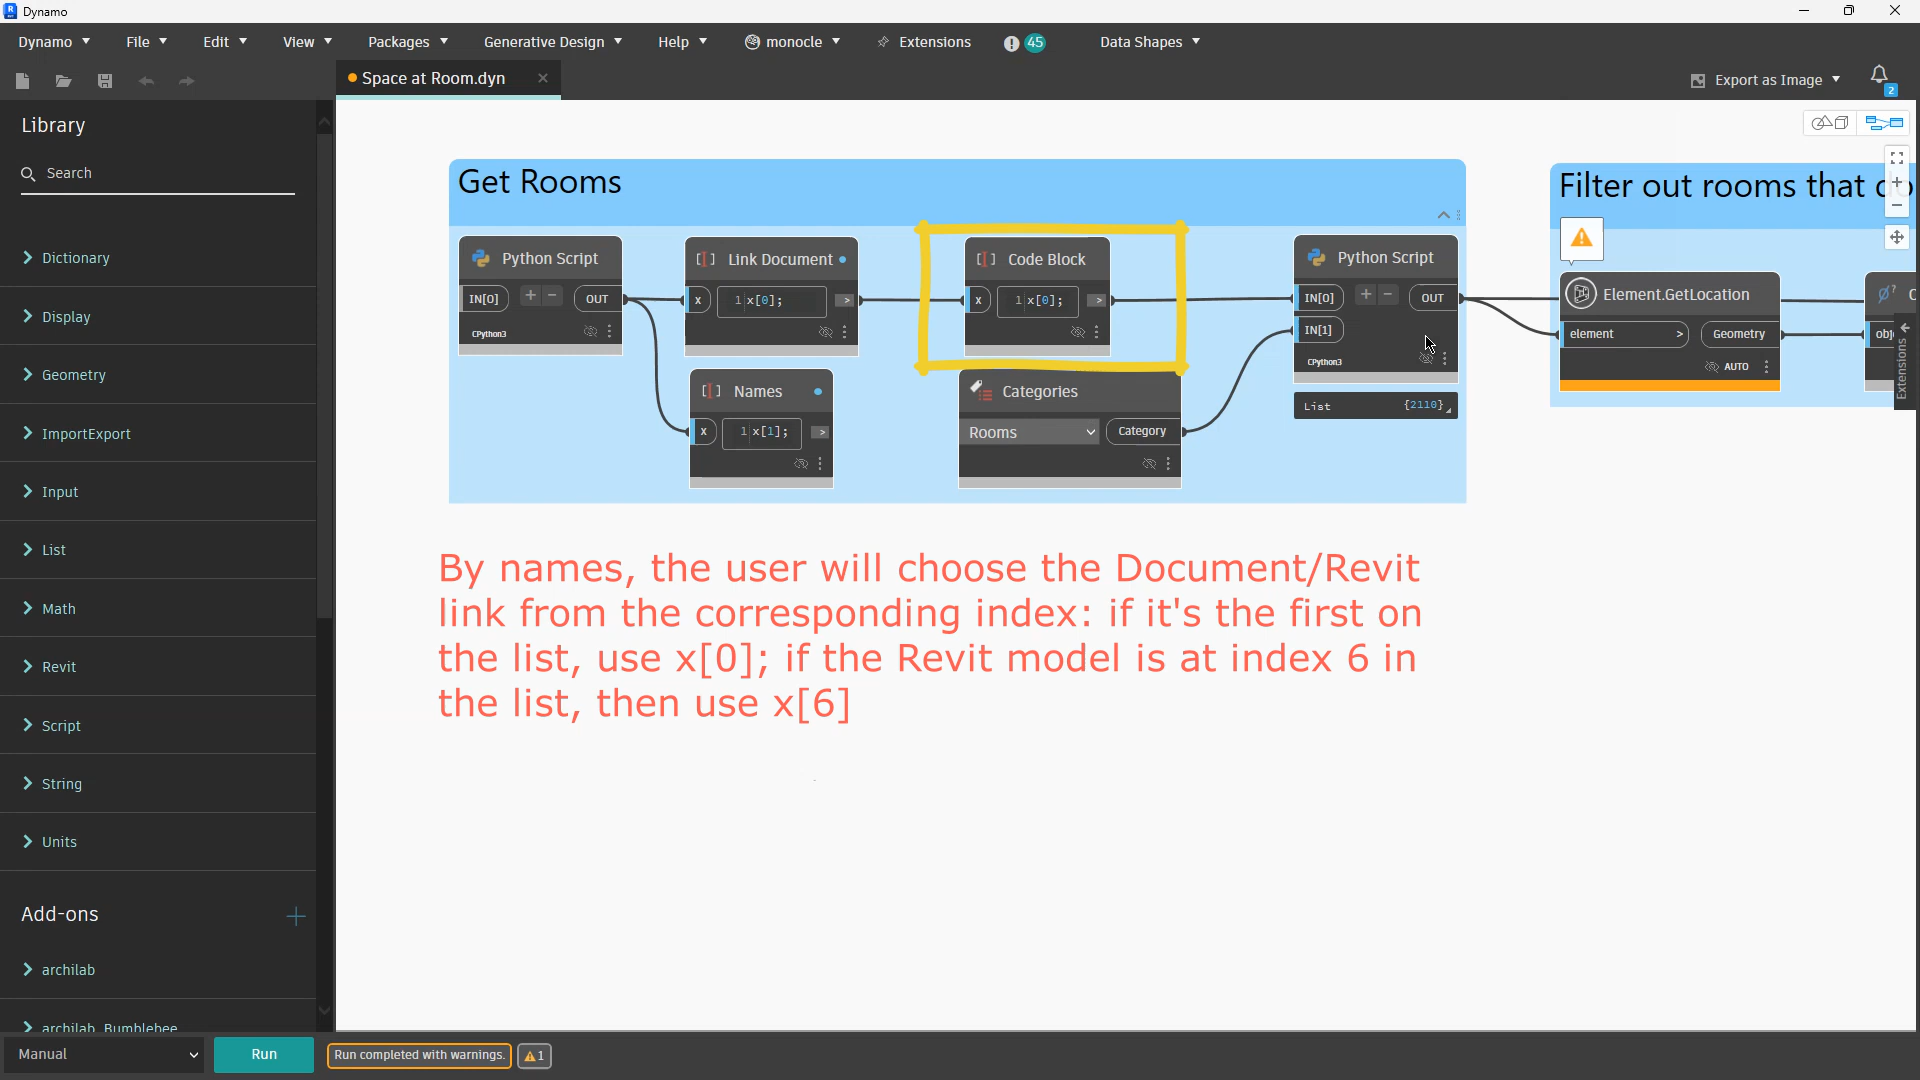 Dynamo
Dynamo File Edit View Packages Generative Design Help monocle Extensions 45 Data Shapes
Space at Room.dyn
Export as Image
2
Library
Search
Dictionary
Display
Geometry
ImportExport
Input
List
Math
Revit
Script
String
Units
Add-ons
archilab
archilab_Bumblebee
Get Rooms
Python Script
IN[0] + − OUT
CPython3
Link Document
x 1 x[0]; >
Names
x 1 x[1]; >
Code Block
x 1 x[0]; >
Categories
Rooms Category
Python Script
IN[0] + − OUT
IN[1]
CPython3
List {2110}
Filter out rooms that do
Element.GetLocation
element > Geometry
AUTO
Extensions
By names, the user will choose the Document/Revit
link from the corresponding index: if it's the first on
the list, use x[0]; if the Revit model is at index 6 in
the list, then use x[6]
Manual Run Run completed with warnings. 1